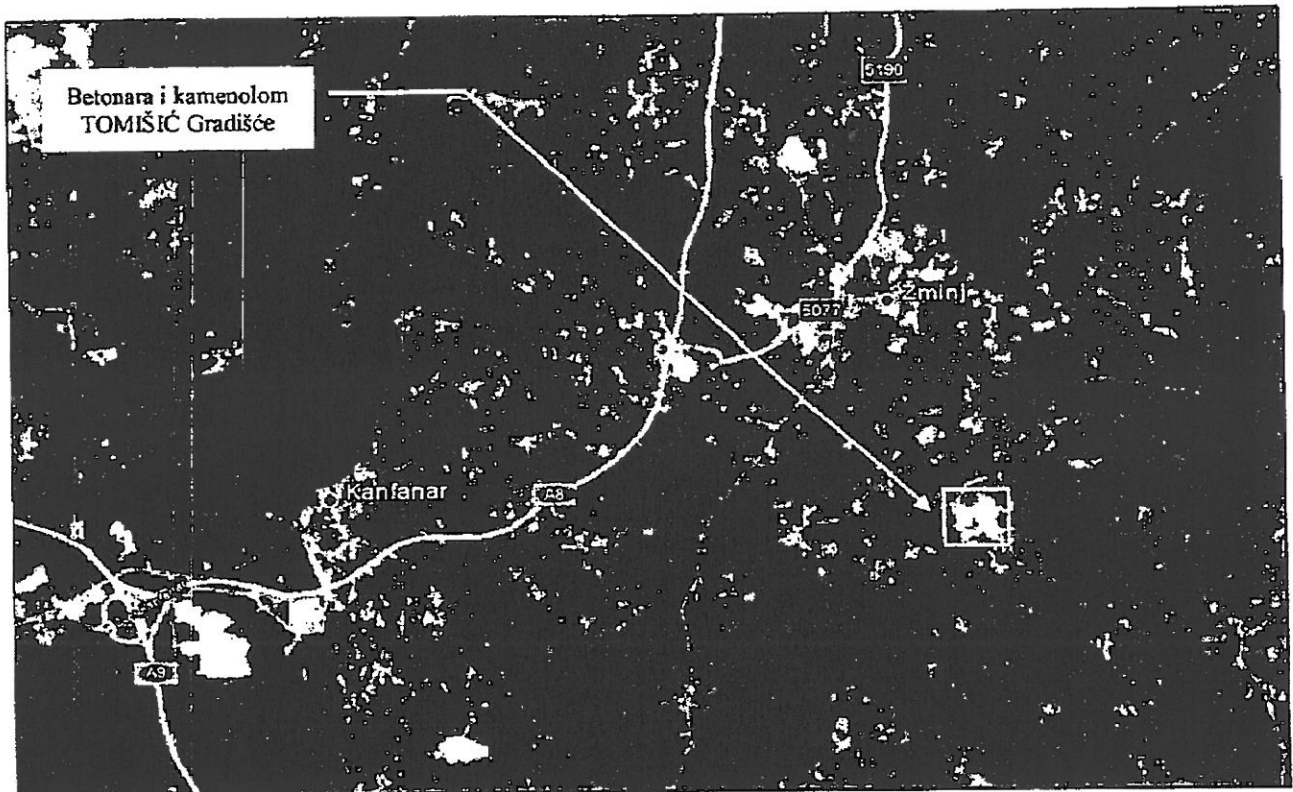 Betonara i kamenolom
TOMIŠIĆ Gradišće
5190
Žminj
5077
Kanfanar
A8
A9